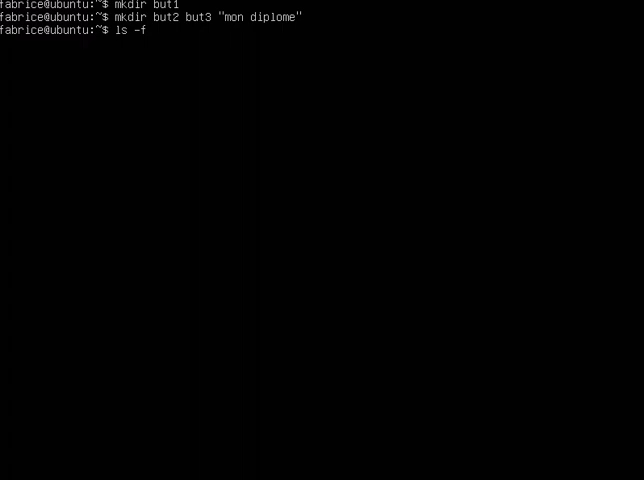 fabrice@ubuntu:~$ mkdir but1
fabrice@ubuntu:~$ mkdir but2 but3 "mon diplome"
fabrice@ubuntu:~$ ls -f